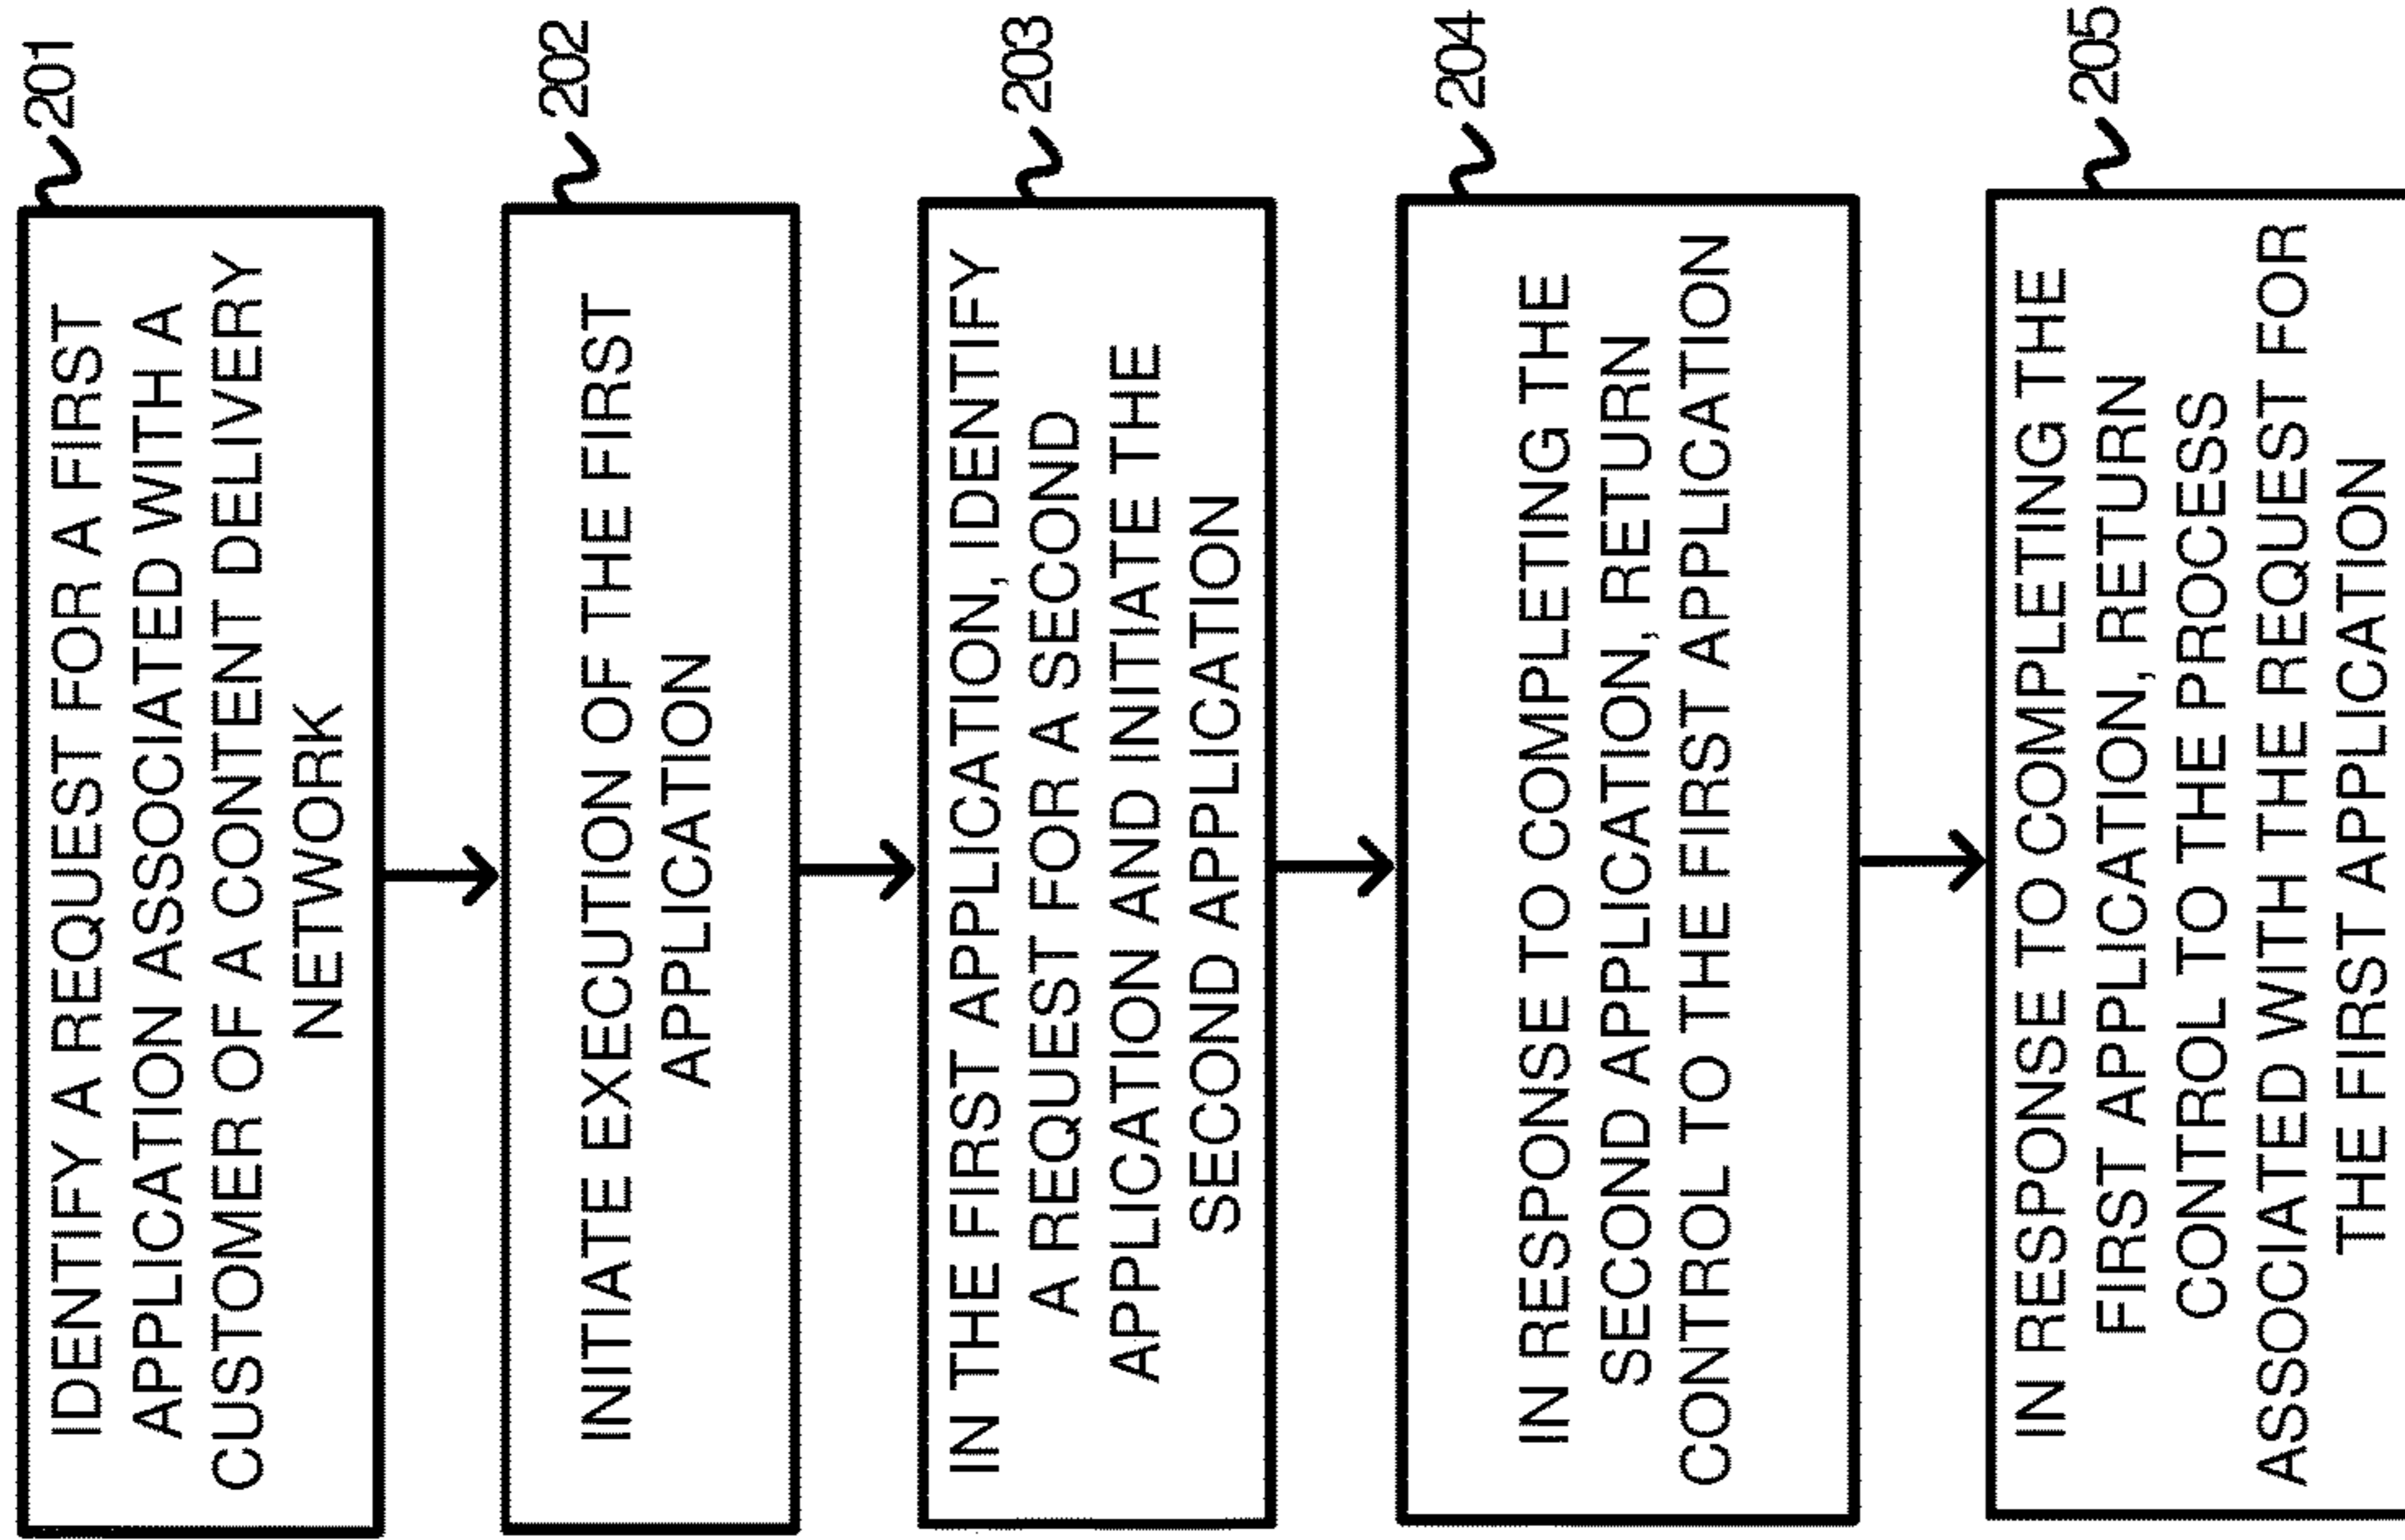 IDENTIFY A REQUEST FOR A FIRST
APPLICATION ASSOCIATED WITH A
CUSTOMER OF A CONTENT DELIVERY
NETWORK
201
INITIATE EXECUTION OF THE FIRST
APPLICATION
202
IN THE FIRST APPLICATION, IDENTIFY
A REQUEST FOR A SECOND
APPLICATION AND INITIATE THE
SECOND APPLICATION
203
IN RESPONSE TO COMPLETING THE
SECOND APPLICATION, RETURN
CONTROL TO THE FIRST APPLICATION
204
IN RESPONSE TO COMPLETING THE
FIRST APPLICATION, RETURN
CONTROL TO THE PROCESS
ASSOCIATED WITH THE REQUEST FOR
THE FIRST APPLICATION
205